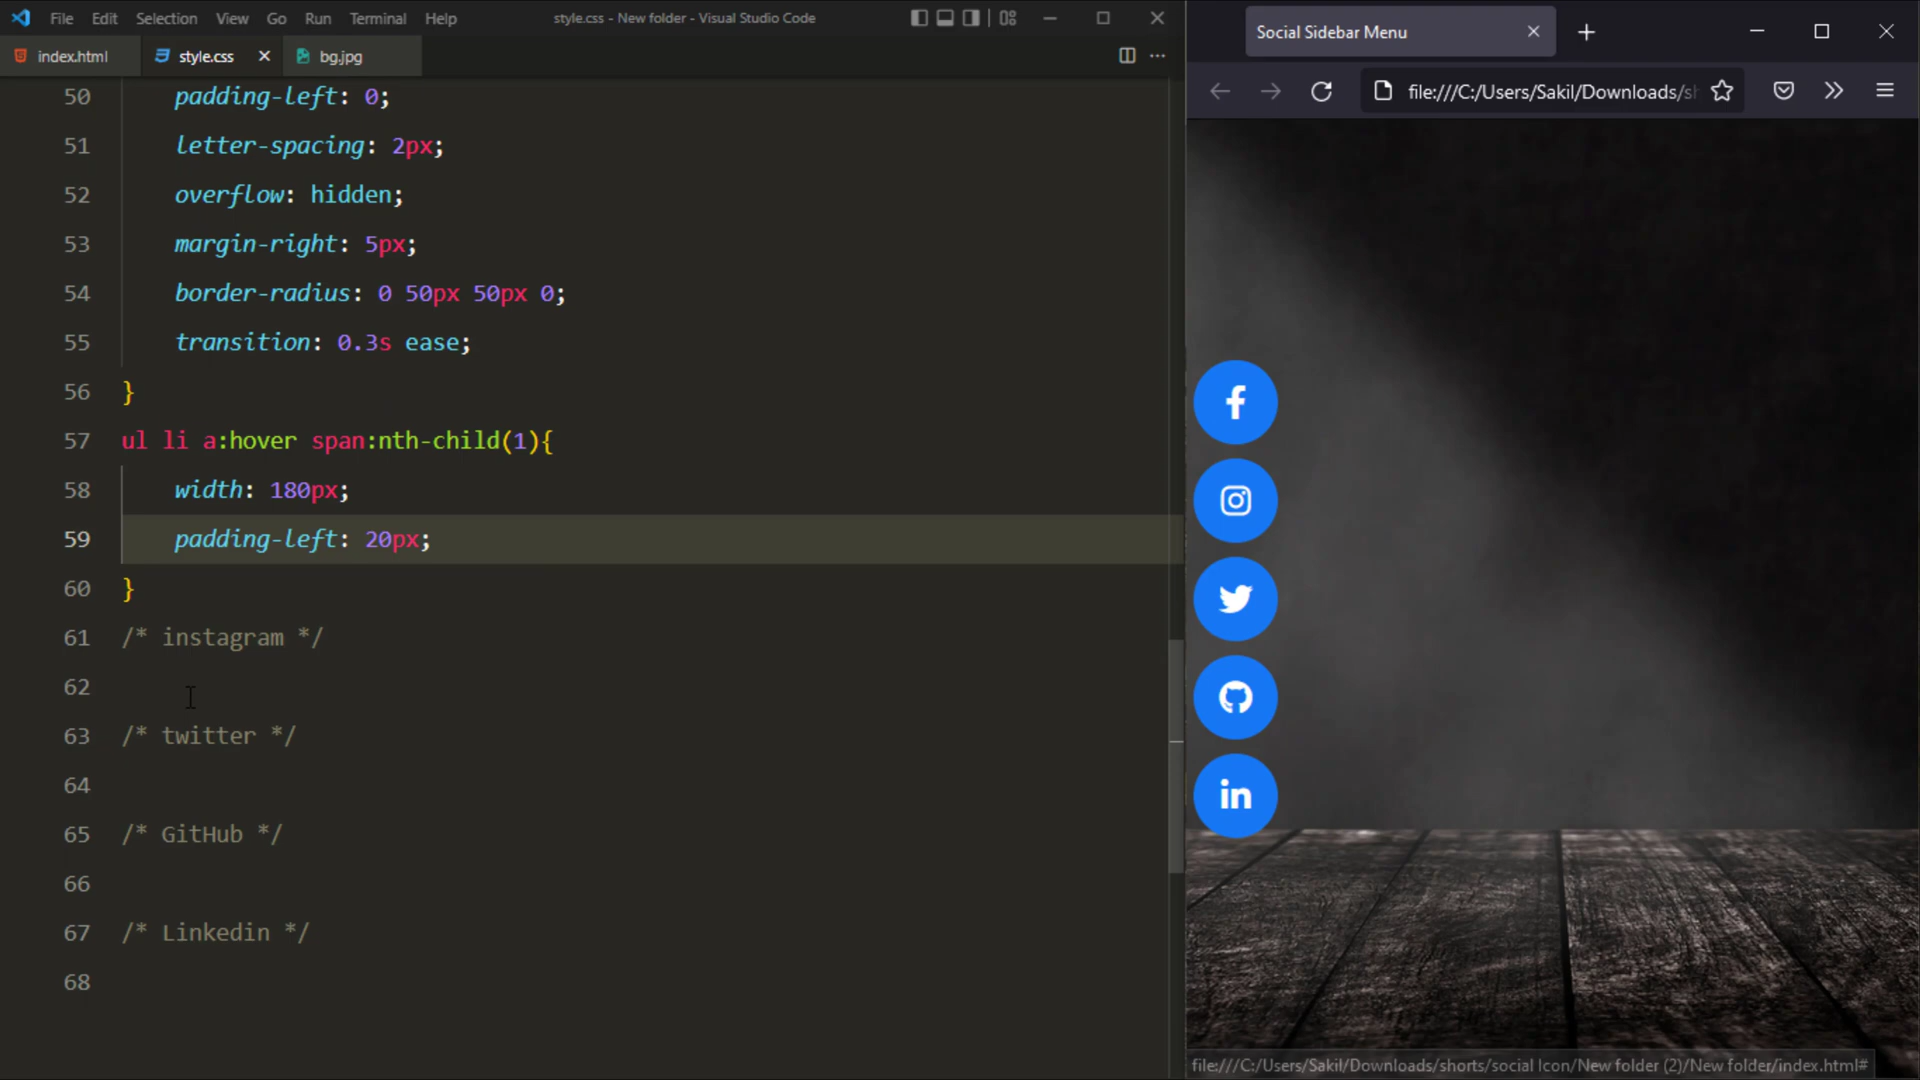 File Edit Selection View Go Run Terminal Help
style.css - New folder - Visual Studio Code
index.html
style.css
bg.jpg
50 padding-left: 0;
51 letter-spacing: 2px;
52 overflow: hidden;
53 margin-right: 5px;
54 border-radius: 0 50px 50px 0;
55 transition: 0.3s ease;
56 }
57 ul li a:hover span:nth-child(1){
58 width: 180px;
59 padding-left: 20px;
60 }
61 /* instagram */
62
63 /* twitter */
64
65 /* GitHub */
66
67 /* Linkedin */
68
Social Sidebar Menu
file:///C:/Users/Sakil/Downloads/sh
in
file:///C:/Users/Sakil/Downloads/shorts/social Icon/New folder (2)/New folder/index.html#